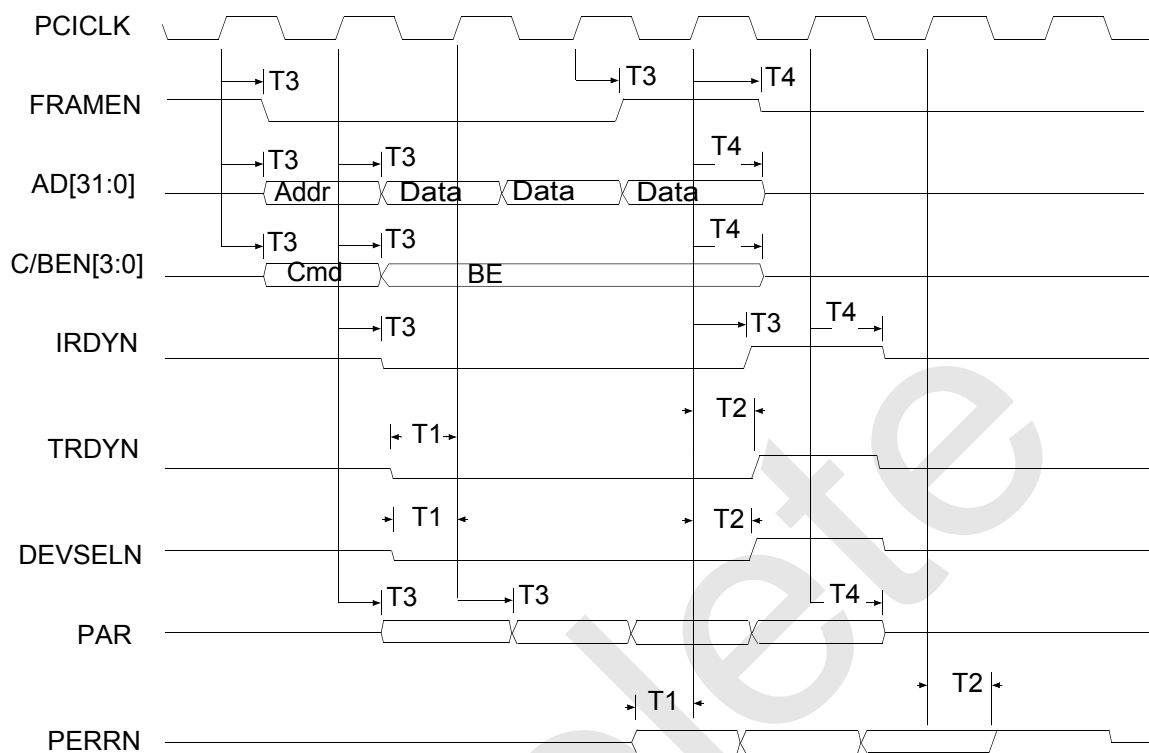 PCICLK
T3 T3 T4
FRAMEN
T3 T3 T4
AD[31:0]
Addr Data Data Data
T3 T3 T4
C/BEN[3:0]
Cmd BE
T3 T3 T4
IRDYN
T1 T2
TRDYN
T1 T2
DEVSELN
T3 T3 T4
PAR
T1 T2
PERRN